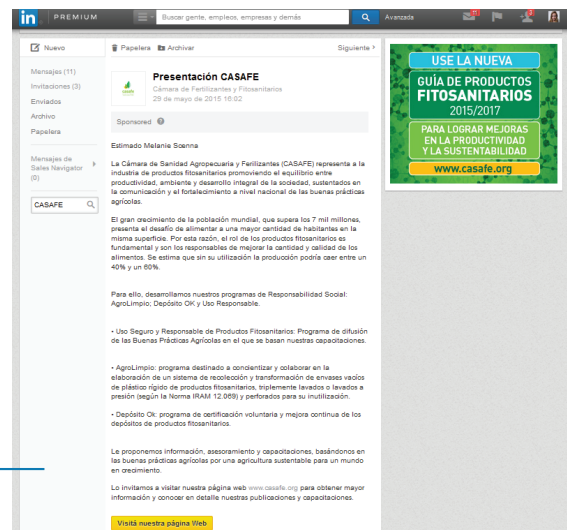 in PREMIUM
Buscar gente, empleos, empresas y demás
Avanzada
Nuevo
Mensajes (11)
Invitaciones (3)
Enviados
Archivo
Papelera
Mensajes de
Sales Navigator
(0)
CASAFE
Papelera Archivar Siguiente >
Presentación CASAFE
Cámara de Fertilizantes y Fitosanitarios
29 de mayo de 2015 16:02
Sponsored
Estimado Melanie Scenna
La Cámara de Sanidad Agropecuaria y Ferilizantes (CASAFE) representa a la
industria de productos fitosanitarios promoviendo el equilibrio entre
productividad, ambiente y desarrollo integral de la sociedad, sustentados en
la comunicación y el fortalecimiento a nivel nacional de las buenas prácticas
agrícolas.
El gran crecimiento de la población mundial, que supera los 7 mil millones,
presenta el desafío de alimentar a una mayor cantidad de habitantes en la
misma superficie. Por esta razón, el rol de los productos fitosanitarios es
fundamental y son los responsables de mejorar la cantidad y calidad de los
alimentos. Se estima que sin su utilización la producción podría caer entre un
40% y un 60%.
Para ello, desarrollamos nuestros programas de Responsabilidad Social:
AgroLimpio; Depósito OK y Uso Responsable.
• Uso Seguro y Responsable de Productos Fitosanitarios: Programa de difusión
de las Buenas Prácticas Agrícolas en el que se basan nuestras capacitaciones.
• AgroLimpio: programa destinado a concientizar y colaborar en la
elaboración de un sistema de recolección y transformación de envases vacíos
de plástico rígido de productos fitosanitarios, triplemente lavados o lavados a
presión (según la Norma IRAM 12.069) y perforados para su inutilización.
• Depósito Ok: programa de certificación voluntaria y mejora continua de los
depósitos de productos fitosanitarios.
Le proponemos información, asesoramiento y capacitaciones, basándonos en
las buenas prácticas agrícolas por una agricultura sustentable para un mundo
en crecimiento.
Lo invitamos a visitar nuestra página web www.casafe.org para obtener mayor
información y conocer en detalle nuestras publicaciones y capacitaciones.
Visitá nuestra página Web
USE LA NUEVA
GUÍA DE PRODUCTOS
FITOSANITARIOS
2015/2017
PARA LOGRAR MEJORAS
EN LA PRODUCTIVIDAD
Y LA SUSTENTABILIDAD
www.casafe.org